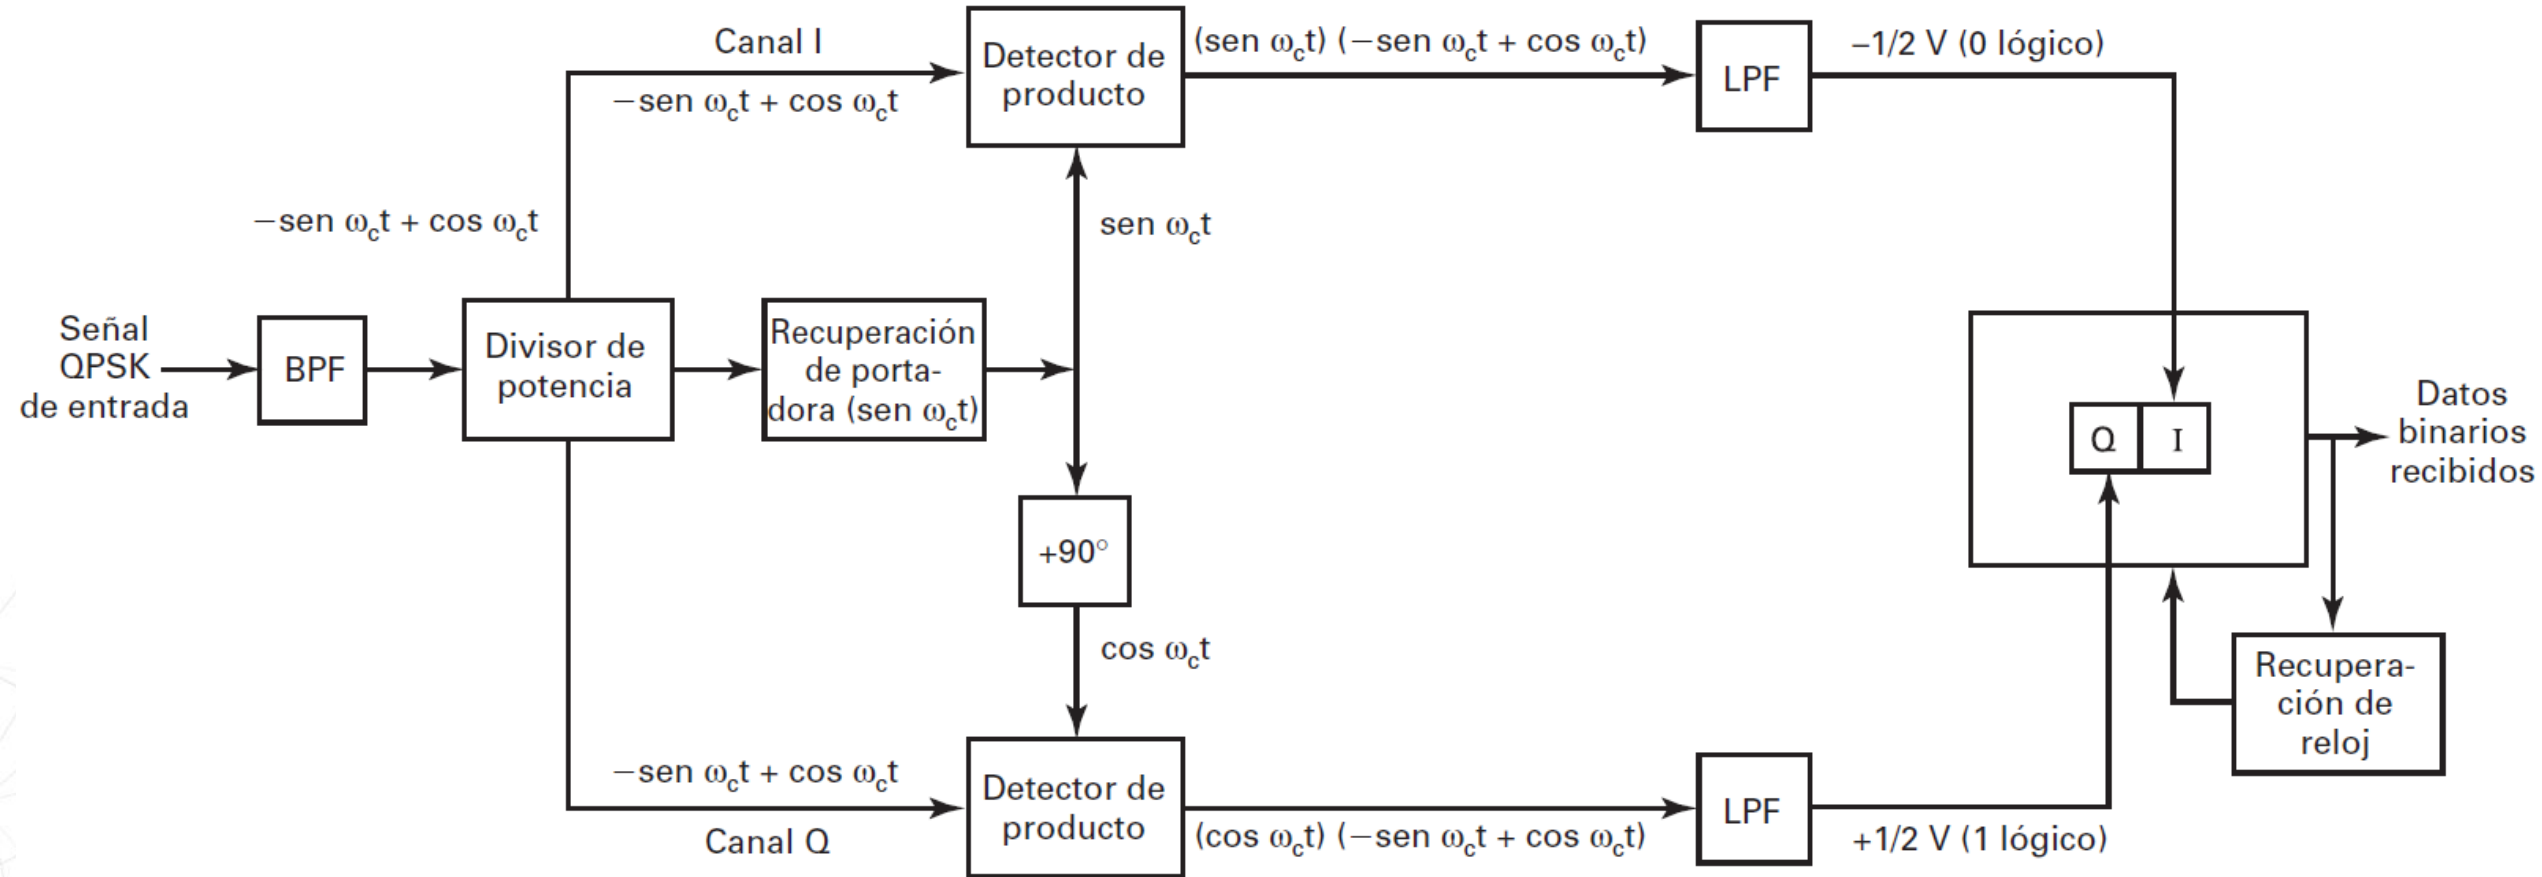 Canal I
−sen ωct + cos ωct
Detector de
producto
(sen ωct) (−sen ωct + cos ωct)
LPF
−1/2 V (0 lógico)
−sen ωct + cos ωct
sen ωct
Señal
QPSK
de entrada
BPF
Divisor de
potencia
Recuperación
de porta-
dora (sen ωct)
+90°
cos ωct
Q
I
Datos
binarios
recibidos
Recupera-
ción de
reloj
−sen ωct + cos ωct
Canal Q
Detector de
producto
(cos ωct) (−sen ωct + cos ωct)
LPF
+1/2 V (1 lógico)